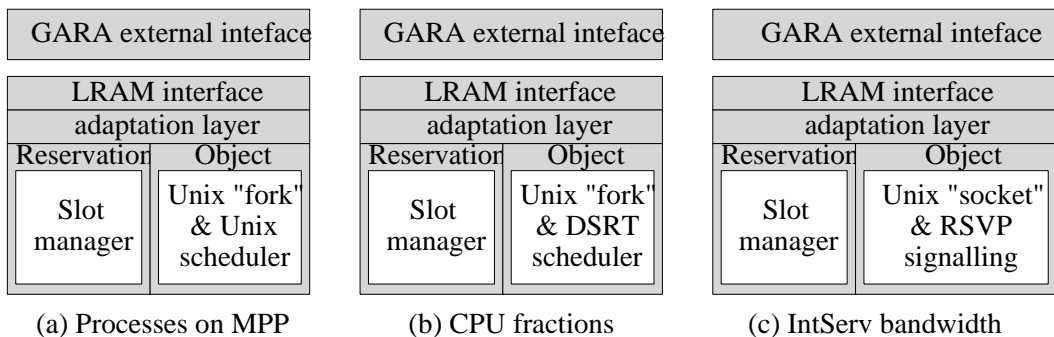 GARA external inteface
LRAM interface
adaptation layer
Reservation
Object
Slot
manager
Unix "fork"
& Unix
scheduler
(a) Processes on MPP
GARA external inteface
LRAM interface
adaptation layer
Reservation
Object
Slot
manager
Unix "fork"
& DSRT
scheduler
(b) CPU fractions
GARA external inteface
LRAM interface
adaptation layer
Reservation
Object
Slot
manager
Unix "socket"
& RSVP
signalling
(c) IntServ bandwidth